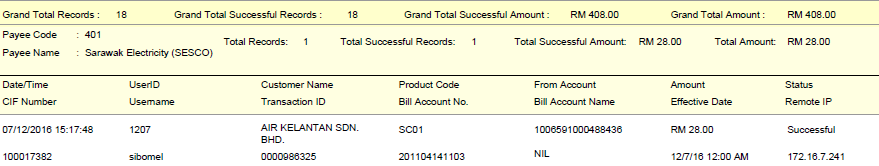 Grand Total Records : 18 Grand Total Successful Records : 18 Grand Total Successful Amount : RM 408.00 Grand Total Amount : RM 408.00
Payee Code : 401
Total Records: 1 Total Successful Records: 1 Total Successful Amount: RM 28.00 Total Amount: RM 28.00
Payee Name : Sarawak Electricity (SESCO)
Date/Time UserID Customer Name Product Code From Account Amount Status
CIF Number Username Transaction ID Bill Account No. Bill Account Name Effective Date Remote IP
07/12/2016 15:17:48 1207 AIR KELANTAN SDN. BHD. SC01 1006591000488436 RM 28.00 Successful
100017382 sibomel 0000986325 201104141103 NIL 12/7/16 12:00 AM 172.16.7.241